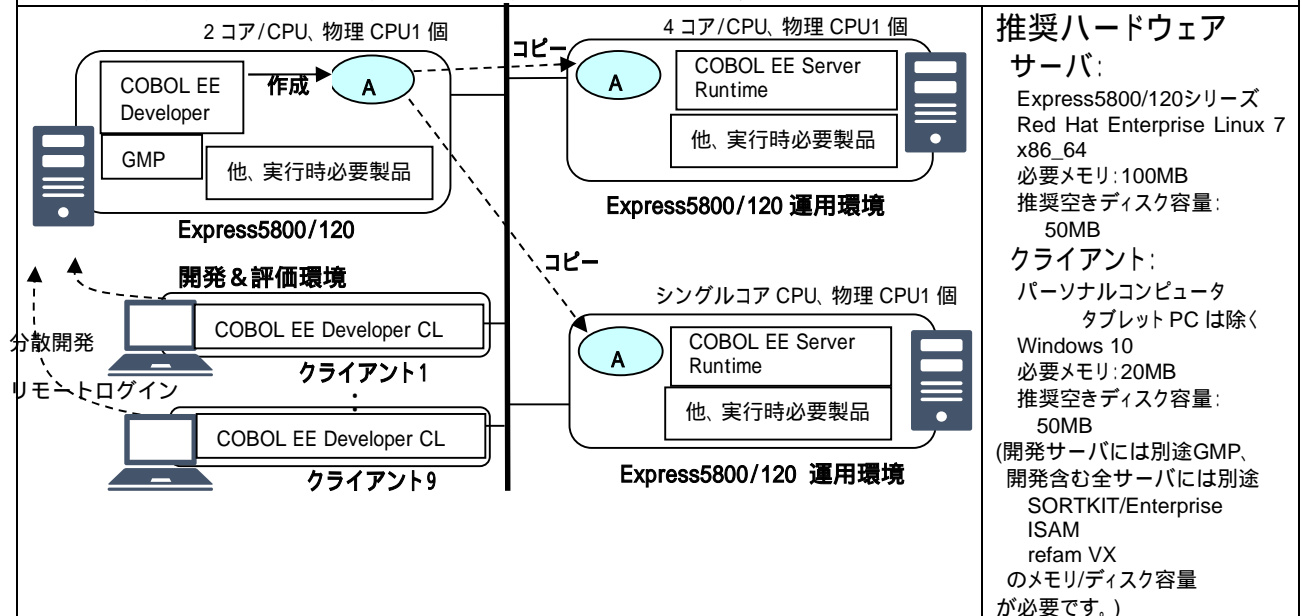 2 コア/CPU、物理 CPU1 個
COBOL EE
Developer
作成
A
GMP
他、実行時必要製品
Express5800/120
開発＆評価環境
COBOL EE Developer CL
クライアント1
・
・
COBOL EE Developer CL
クライアント9
分散開発
リモートログイン
コピー
コピー
4 コア/CPU、物理 CPU1 個
A
COBOL EE Server
Runtime
他、実行時必要製品
Express5800/120 運用環境
シングルコア CPU、物理 CPU1 個
A
COBOL EE Server
Runtime
他、実行時必要製品
Express5800/120 運用環境
推奨ハードウェア
サーバ:
Express5800/120シリーズ
Red Hat Enterprise Linux 7
x86_64
必要メモリ:100MB
推奨空きディスク容量:
50MB
クライアント:
パーソナルコンピュータ
タブレット PC は除く
Windows 10
必要メモリ:20MB
推奨空きディスク容量:
50MB
(開発サーバには別途GMP、
開発含む全サーバには別途
SORTKIT/Enterprise
ISAM
refam VX
のメモリ/ディスク容量
が必要です。)